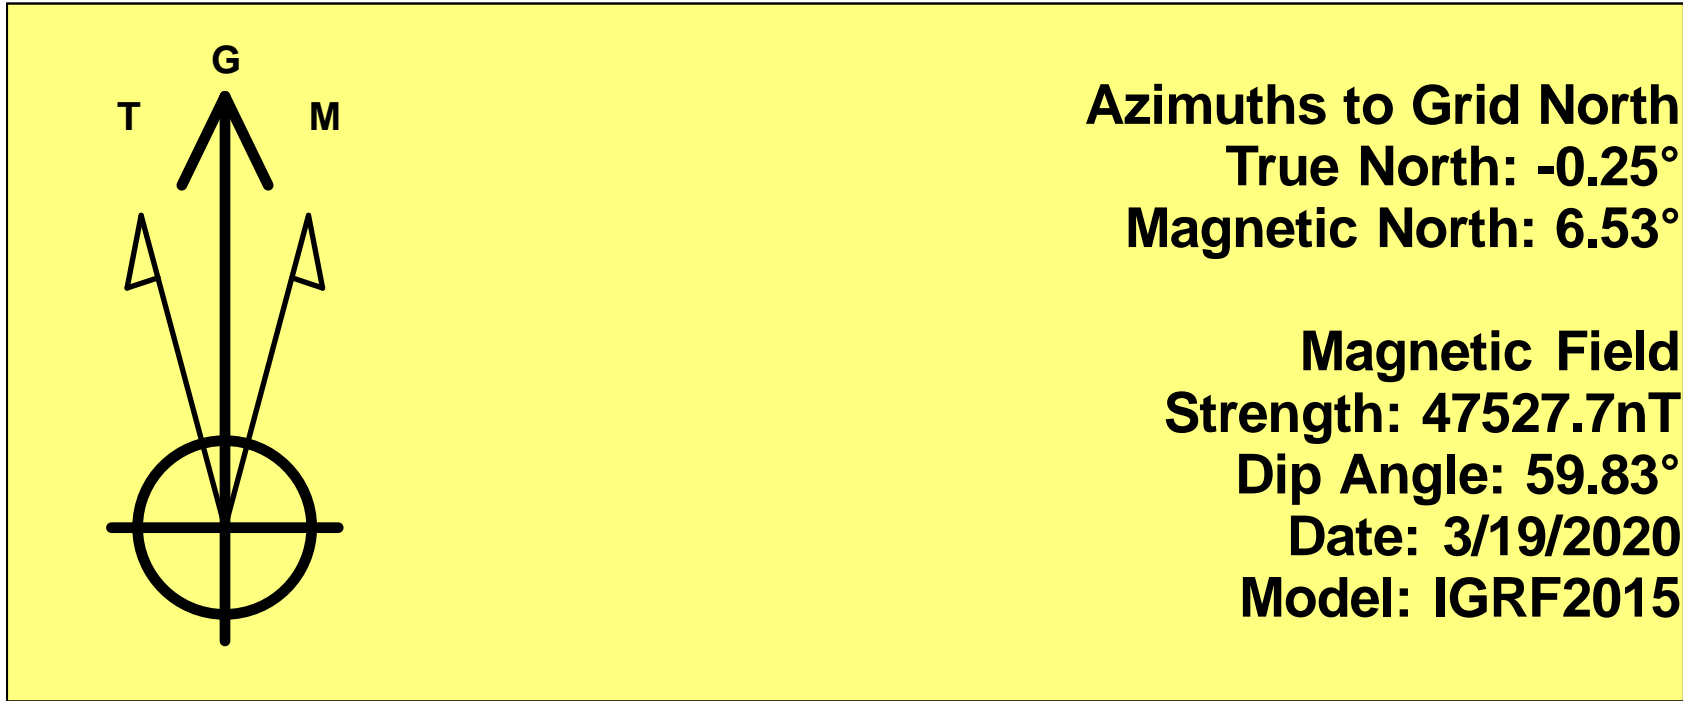 G
T M
Azimuths to Grid North
True North: -0.25°
Magnetic North: 6.53°
Magnetic Field
Strength: 47527.7nT
Dip Angle: 59.83°
Date: 3/19/2020
Model: IGRF2015